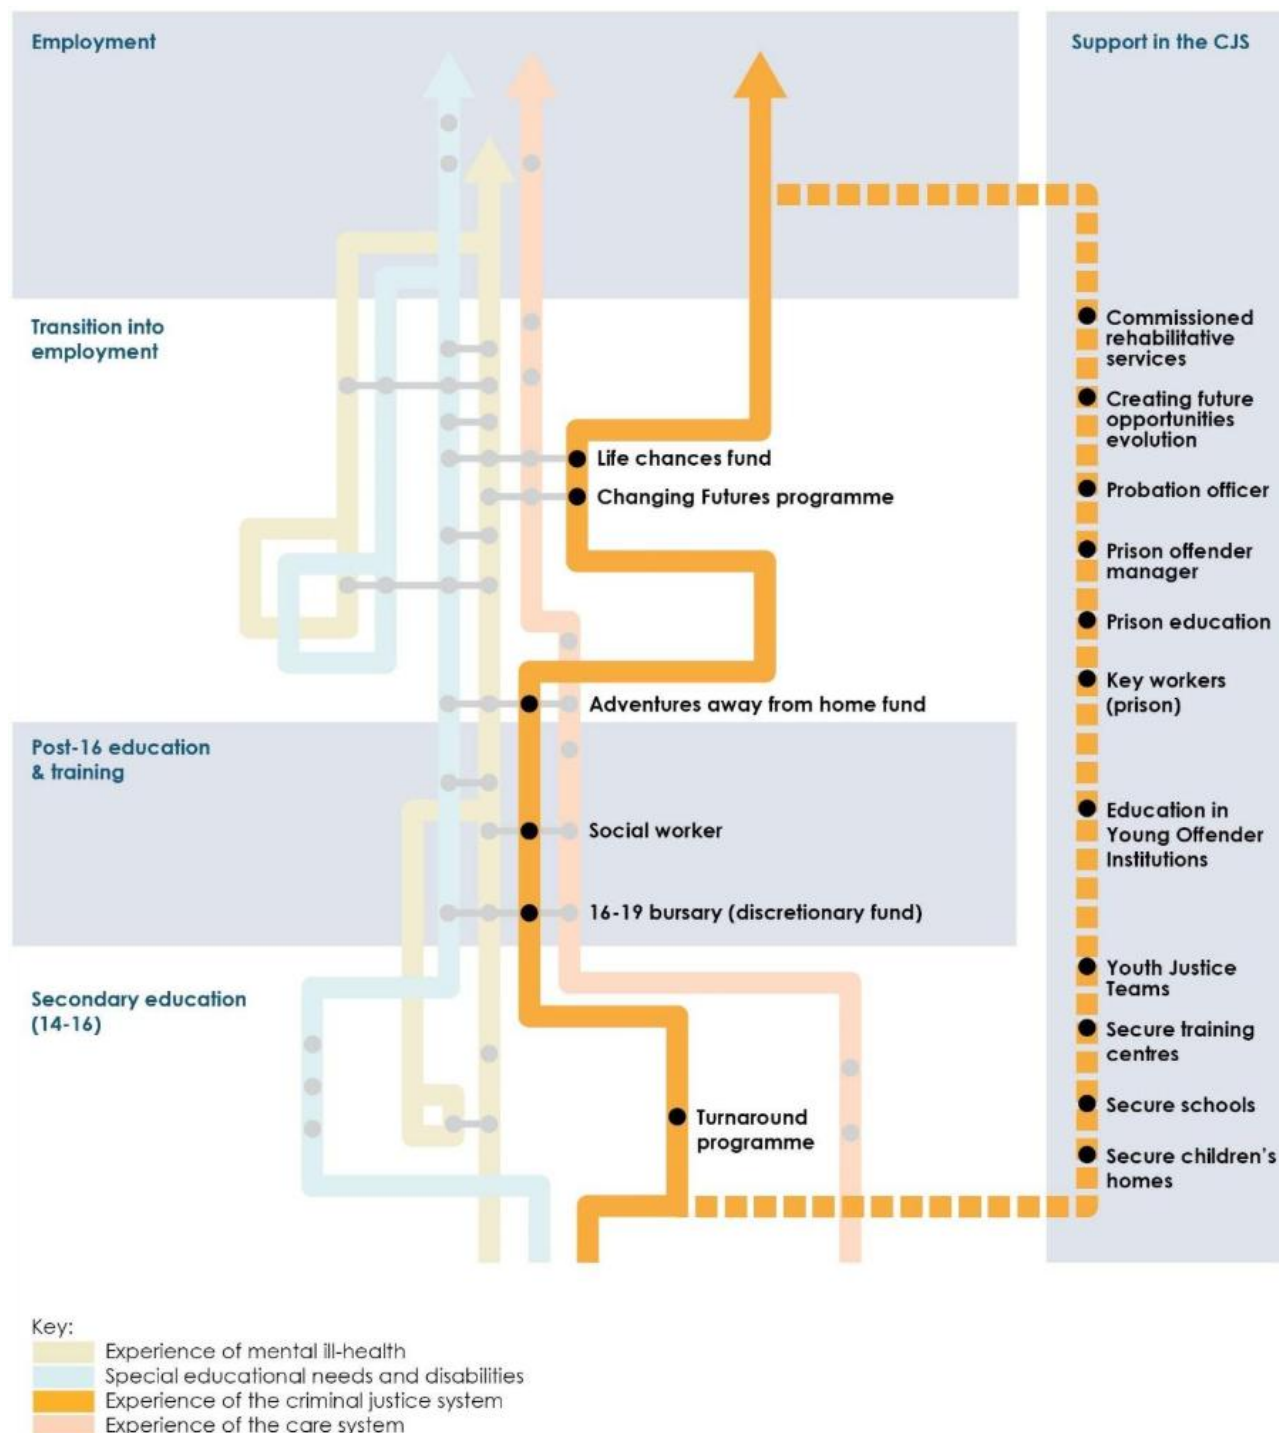 Employment
Support in the CJS
Transition into
employment
Commissioned
rehabilitative
services
Creating future
opportunities
evolution
Life chances fund
Probation officer
Changing Futures programme
Prison offender
manager
Prison education
Key workers
(prison)
Adventures away from home fund
Post-16 education
& training
Education in
Young Offender
Institutions
Social worker
16-19 bursary (discretionary fund)
Youth Justice
Teams
Secondary education
(14-16)
Secure training
centres
Secure schools
Turnaround
programme
Secure children's
homes
Key:
Experience of mental ill-health
Special educational needs and disabilities
Experience of the criminal justice system
Experience of the care system